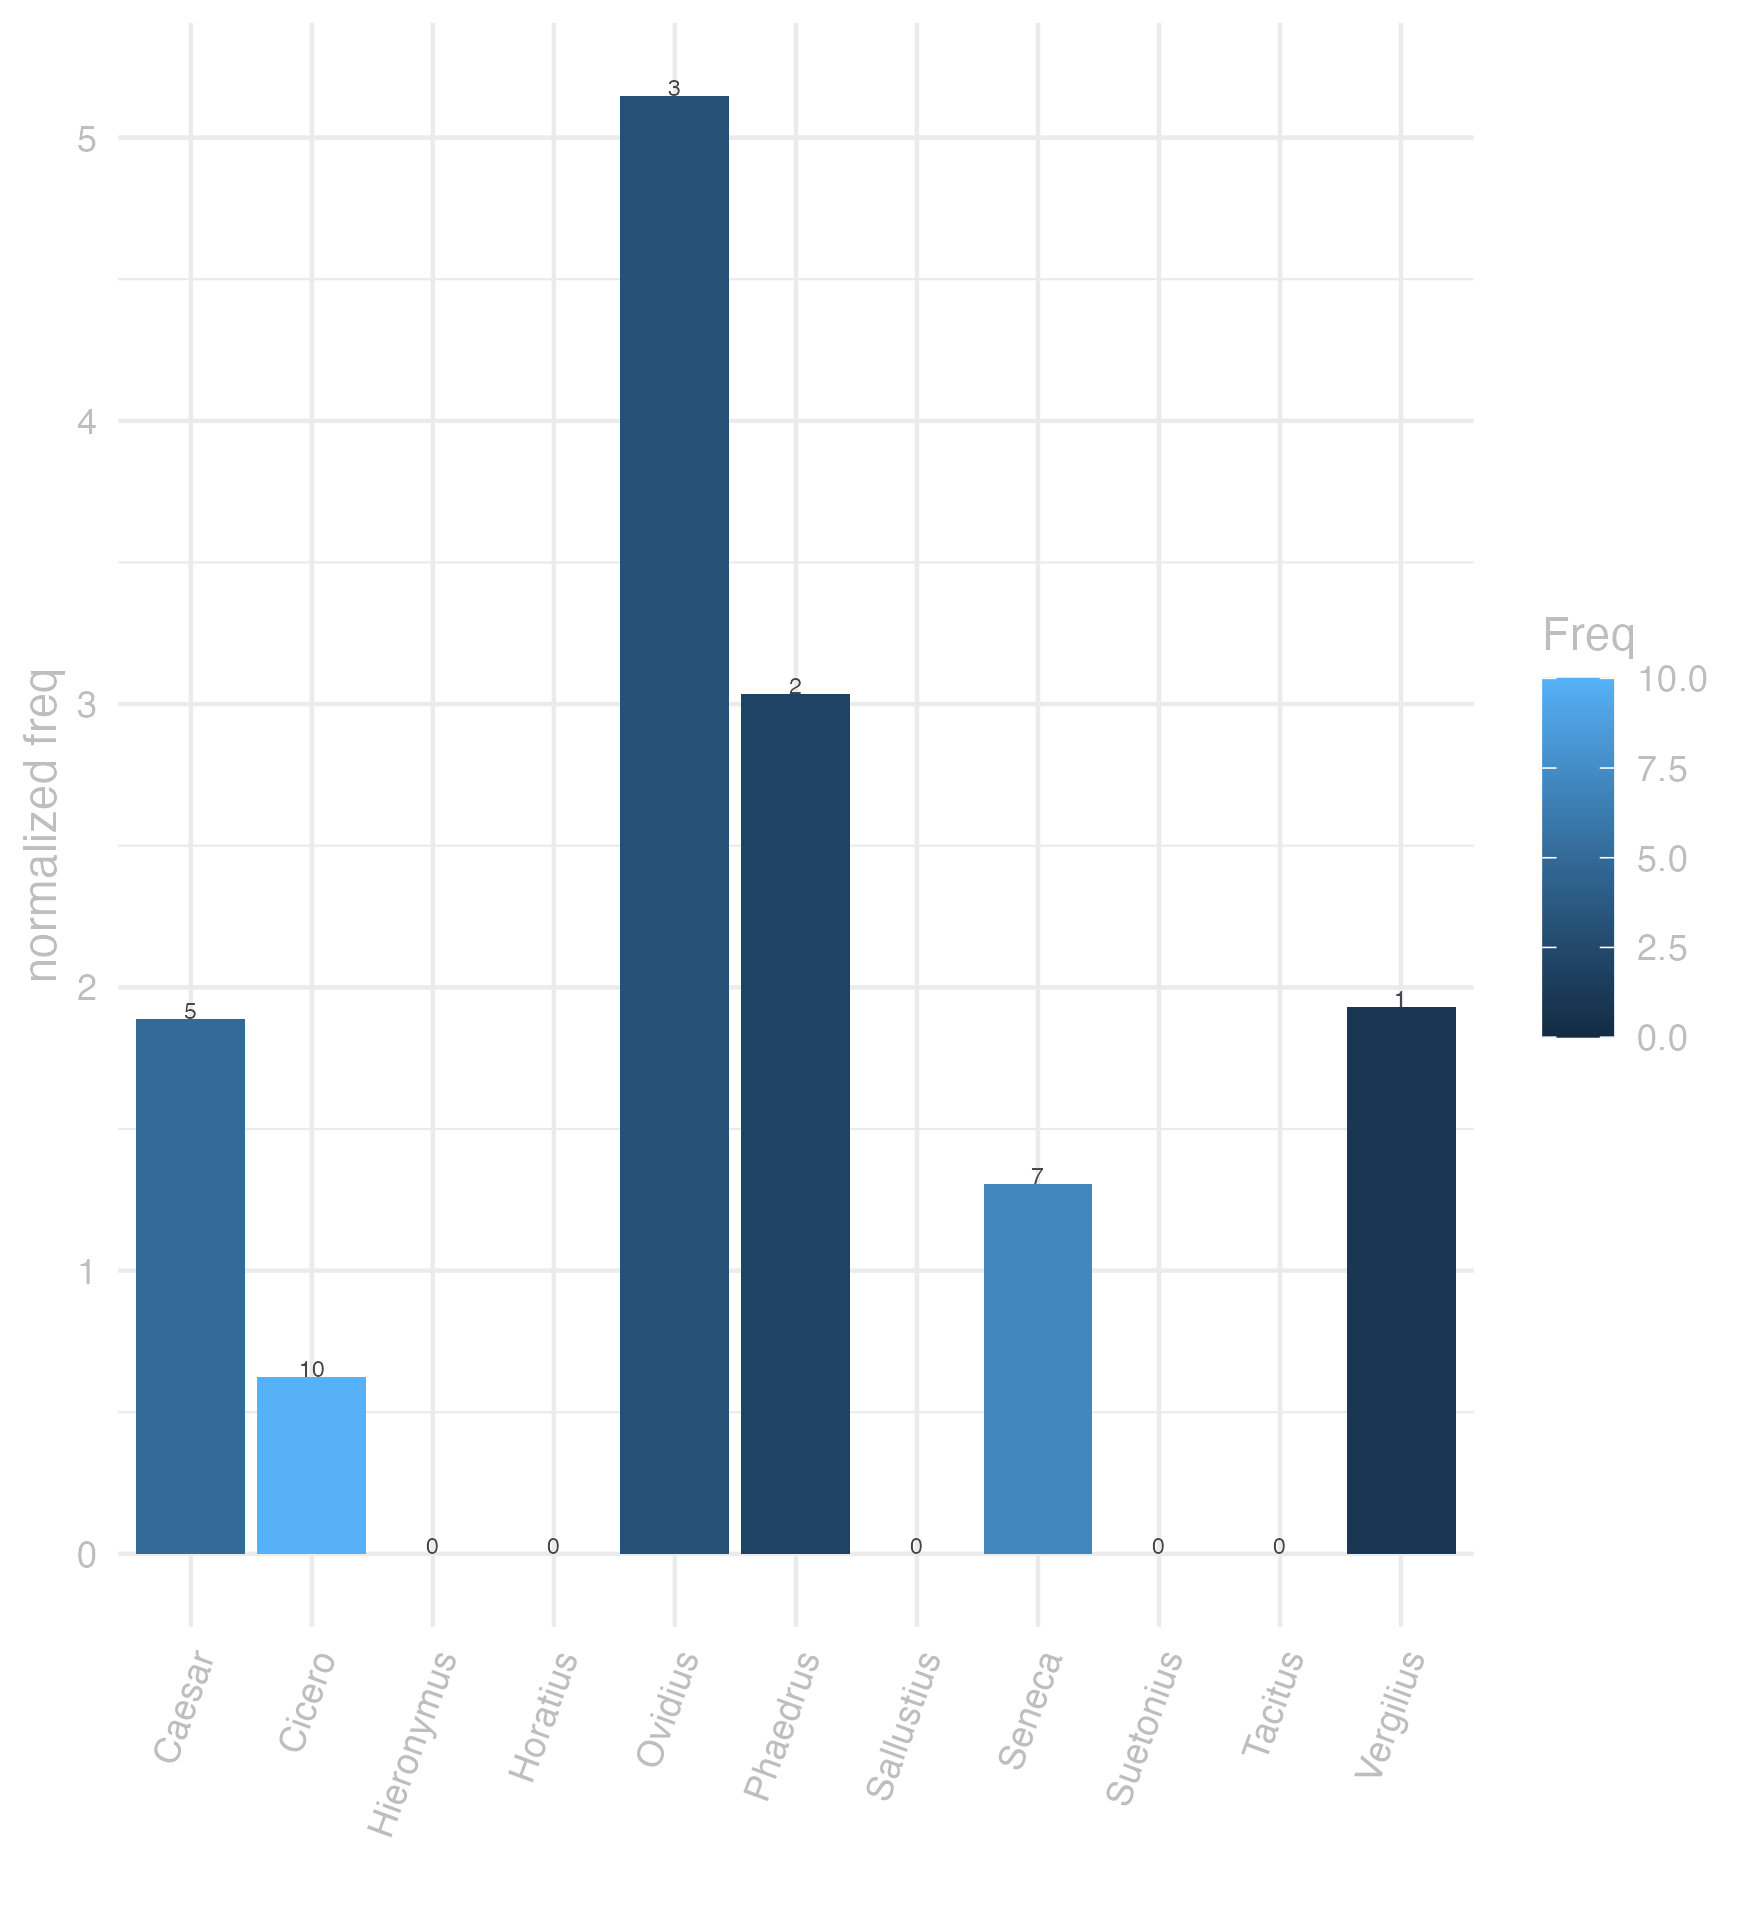 normalized freq
5
4
3
2
1
0
3
2
5
1
7
10
0
0
0
0
0
Caesar
Cicero
Hieronymus
Horatius
Ovidius
Phaedrus
Sallustius
Seneca
Suetonius
Tacitus
Vergilius
Freq
10.0
7.5
5.0
2.5
0.0